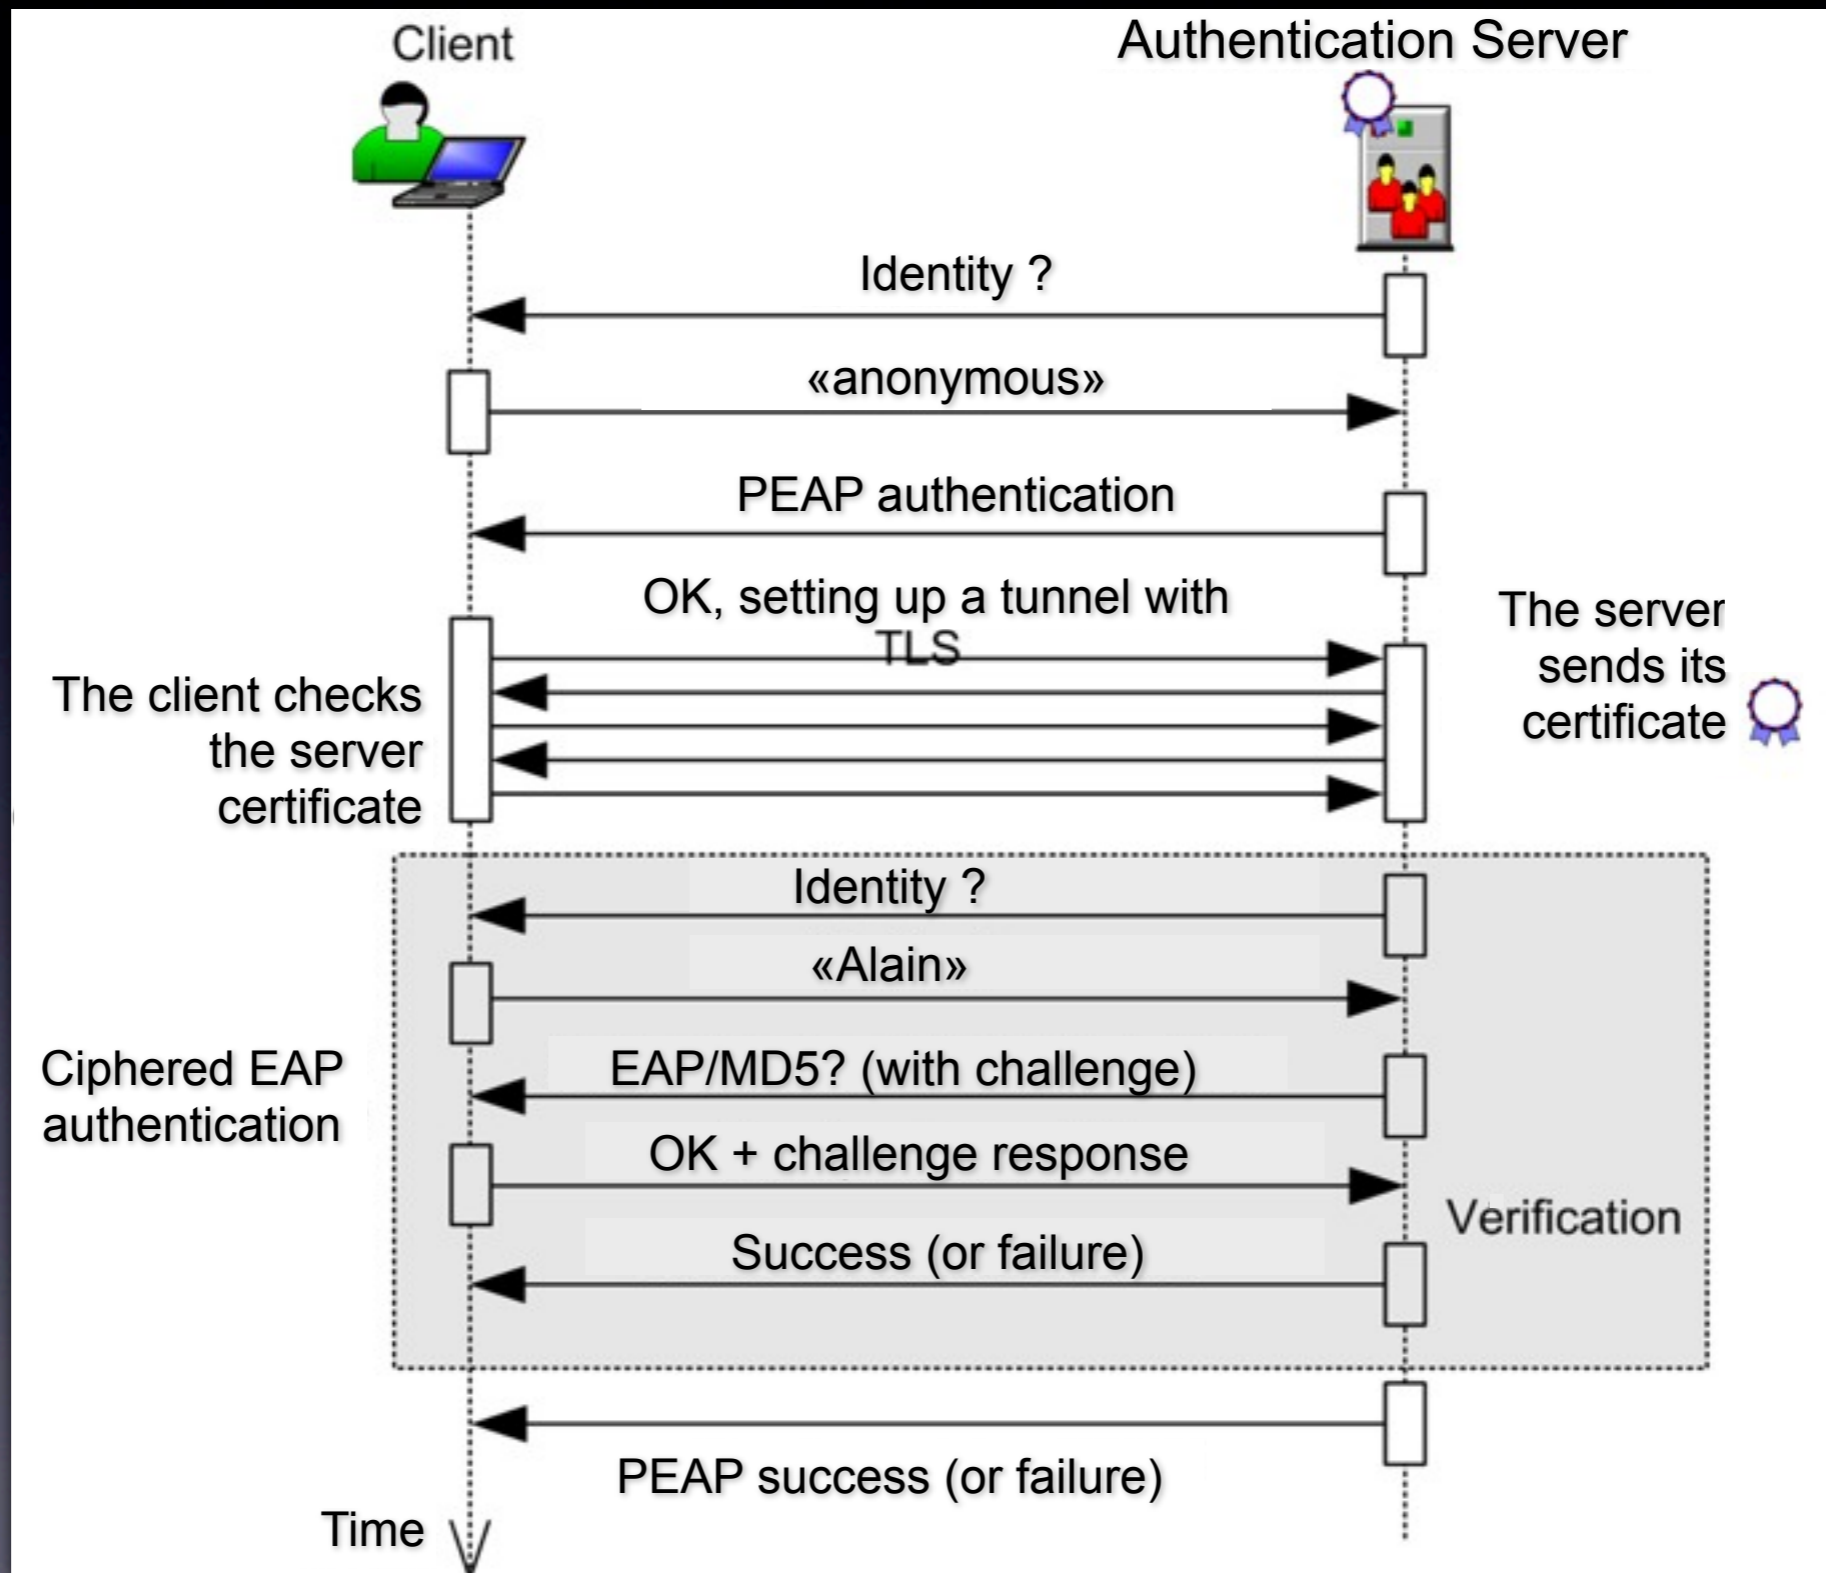 Client
Authentication Server
Identity ?
«anonymous»
PEAP authentication
OK, setting up a tunnel with
TLS
The server
sends its
certificate
The client checks
the server
certificate
Identity ?
«Alain»
Ciphered EAP
authentication
EAP/MD5? (with challenge)
OK + challenge response
Verification
Success (or failure)
PEAP success (or failure)
Time